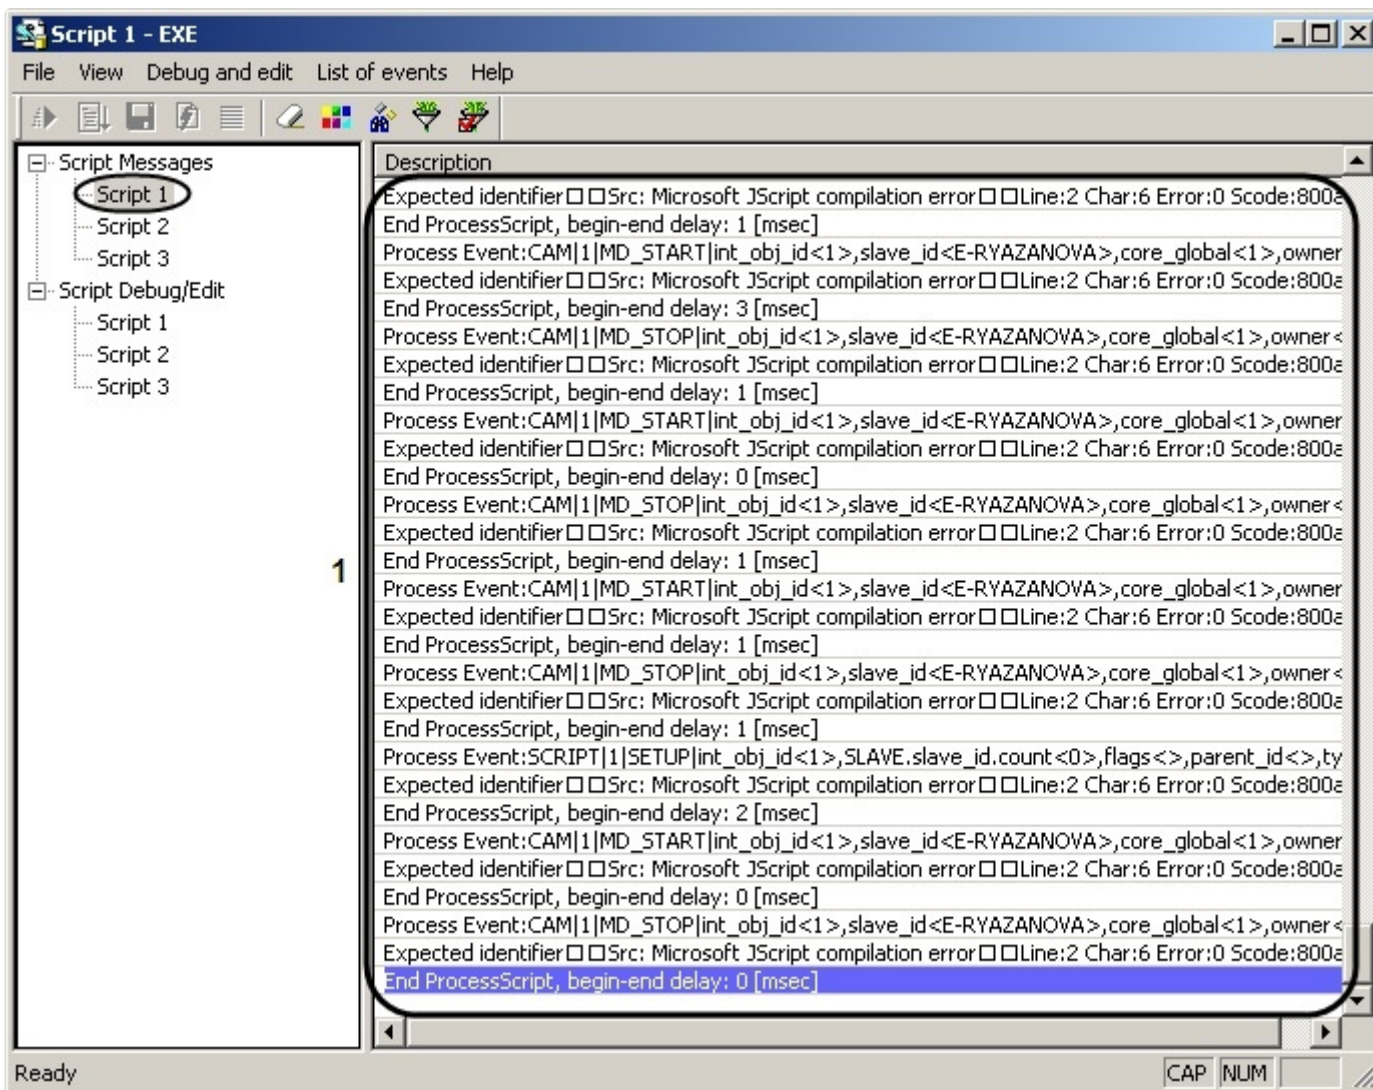 Script 1 - EXE
File View Debug and edit List of events Help
Script Messages
Script 1
Script 2
Script 3
Script Debug/Edit
Script 1
Script 2
Script 3
1
Description
Expected identifier□□Src: Microsoft JScript compilation error□□Line:2 Char:6 Error:0 Scode:800a
End ProcessScript, begin-end delay: 1 [msec]
Process Event:CAM|1|MD_START|int_obj_id<1>,slave_id<E-RYAZANOVA>,core_global<1>,owner
Expected identifier□□Src: Microsoft JScript compilation error□□Line:2 Char:6 Error:0 Scode:800a
End ProcessScript, begin-end delay: 3 [msec]
Process Event:CAM|1|MD_STOP|int_obj_id<1>,slave_id<E-RYAZANOVA>,core_global<1>,owner<
Expected identifier□□Src: Microsoft JScript compilation error□□Line:2 Char:6 Error:0 Scode:800a
End ProcessScript, begin-end delay: 1 [msec]
Process Event:CAM|1|MD_START|int_obj_id<1>,slave_id<E-RYAZANOVA>,core_global<1>,owner
Expected identifier□□Src: Microsoft JScript compilation error□□Line:2 Char:6 Error:0 Scode:800a
End ProcessScript, begin-end delay: 0 [msec]
Process Event:CAM|1|MD_STOP|int_obj_id<1>,slave_id<E-RYAZANOVA>,core_global<1>,owner<
Expected identifier□□Src: Microsoft JScript compilation error□□Line:2 Char:6 Error:0 Scode:800a
End ProcessScript, begin-end delay: 1 [msec]
Process Event:CAM|1|MD_START|int_obj_id<1>,slave_id<E-RYAZANOVA>,core_global<1>,owner
Expected identifier□□Src: Microsoft JScript compilation error□□Line:2 Char:6 Error:0 Scode:800a
End ProcessScript, begin-end delay: 1 [msec]
Process Event:CAM|1|MD_STOP|int_obj_id<1>,slave_id<E-RYAZANOVA>,core_global<1>,owner<
Expected identifier□□Src: Microsoft JScript compilation error□□Line:2 Char:6 Error:0 Scode:800a
End ProcessScript, begin-end delay: 1 [msec]
Process Event:SCRIPT|1|SETUP|int_obj_id<1>,SLAVE.slave_id.count<0>,flags<>,parent_id<>,ty
Expected identifier□□Src: Microsoft JScript compilation error□□Line:2 Char:6 Error:0 Scode:800a
End ProcessScript, begin-end delay: 2 [msec]
Process Event:CAM|1|MD_START|int_obj_id<1>,slave_id<E-RYAZANOVA>,core_global<1>,owner
Expected identifier□□Src: Microsoft JScript compilation error□□Line:2 Char:6 Error:0 Scode:800a
End ProcessScript, begin-end delay: 0 [msec]
Process Event:CAM|1|MD_STOP|int_obj_id<1>,slave_id<E-RYAZANOVA>,core_global<1>,owner<
Expected identifier□□Src: Microsoft JScript compilation error□□Line:2 Char:6 Error:0 Scode:800a
End ProcessScript, begin-end delay: 0 [msec]
Ready
CAP NUM